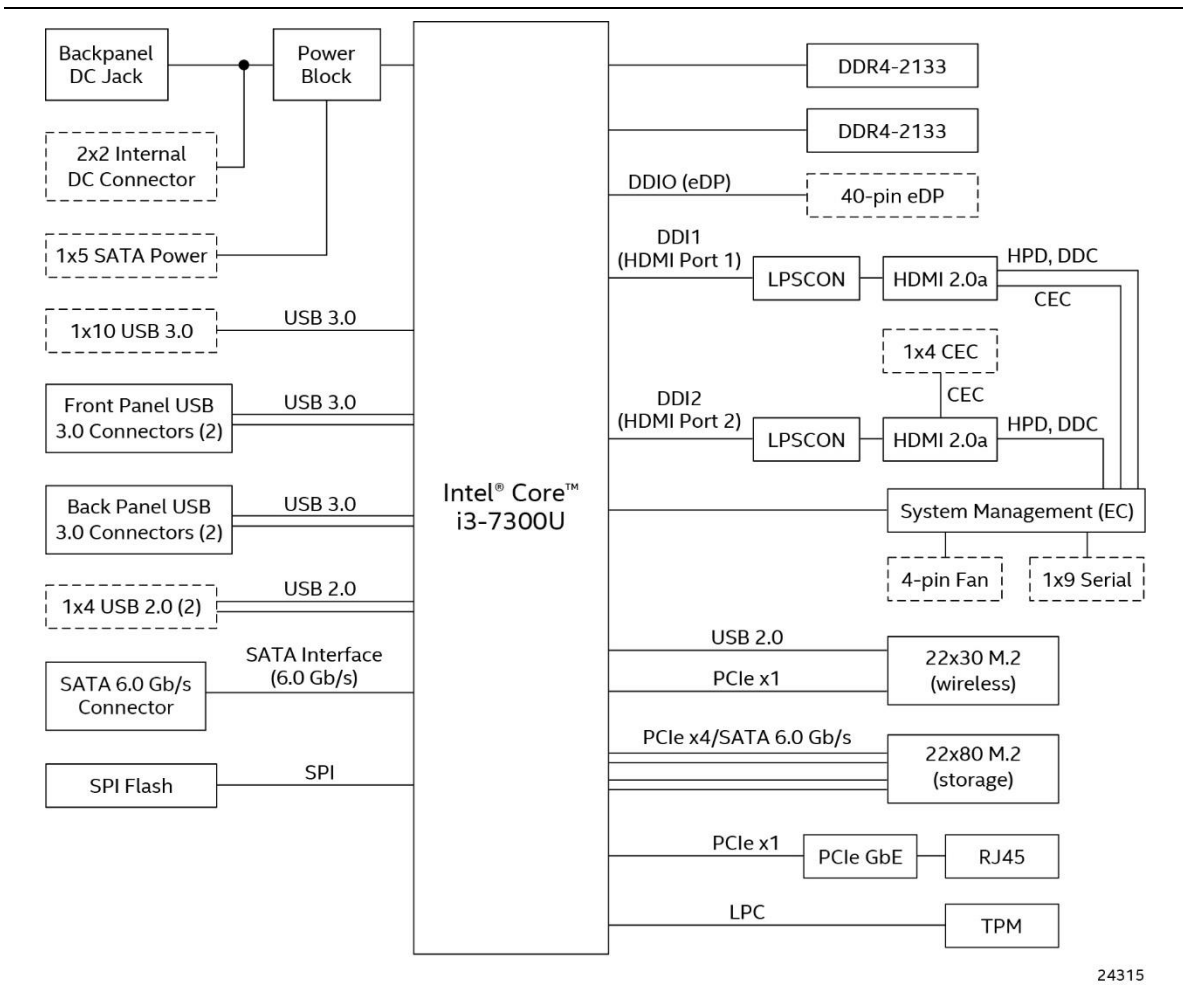 Backpanel
DC Jack
Power
Block
2x2 Internal
DC Connector
1x5 SATA Power
1x10 USB 3.0
USB 3.0
Front Panel USB
3.0 Connectors (2)
USB 3.0
Back Panel USB
3.0 Connectors (2)
USB 3.0
1x4 USB 2.0 (2)
USB 2.0
SATA 6.0 Gb/s
Connector
SATA Interface
(6.0 Gb/s)
SPI Flash
SPI
Intel® Core™
i3-7300U
DDR4-2133
DDR4-2133
DDIO (eDP)
40-pin eDP
DDI1
(HDMI Port 1)
LPSCON
HDMI 2.0a
HPD, DDC
CEC
1x4 CEC
CEC
DDI2
(HDMI Port 2)
LPSCON
HDMI 2.0a
HPD, DDC
System Management (EC)
4-pin Fan
1x9 Serial
USB 2.0
PCIe x1
22x30 M.2
(wireless)
PCIe x4/SATA 6.0 Gb/s
22x80 M.2
(storage)
PCIe x1
PCIe GbE
RJ45
LPC
TPM
24315